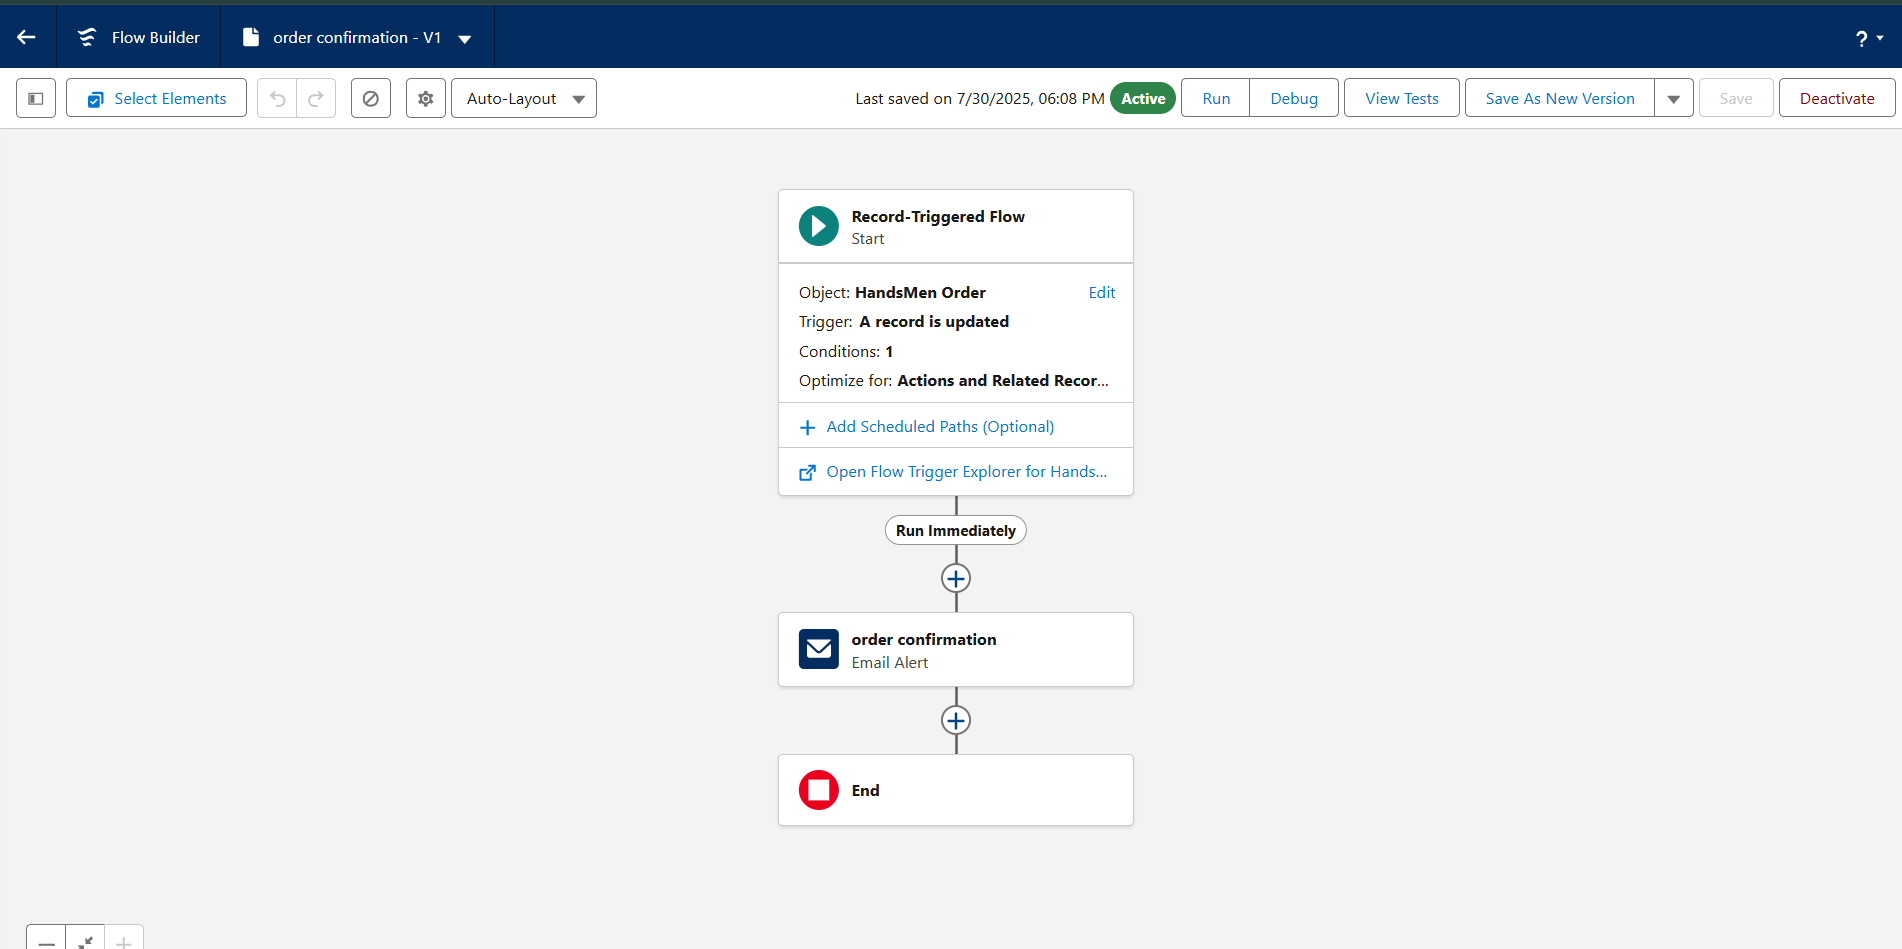 Flow Builder
order confirmation - V1
?
Select Elements
Auto-Layout
Last saved on 7/30/2025, 06:08 PM
Active
Run
Debug
View Tests
Save As New Version
Save
Deactivate
Record-Triggered Flow
Start
Object: HandsMen Order
Edit
Trigger: A record is updated
Conditions: 1
Optimize for: Actions and Related Recor...
Add Scheduled Paths (Optional)
Open Flow Trigger Explorer for Hands...
Run Immediately
order confirmation
Email Alert
End